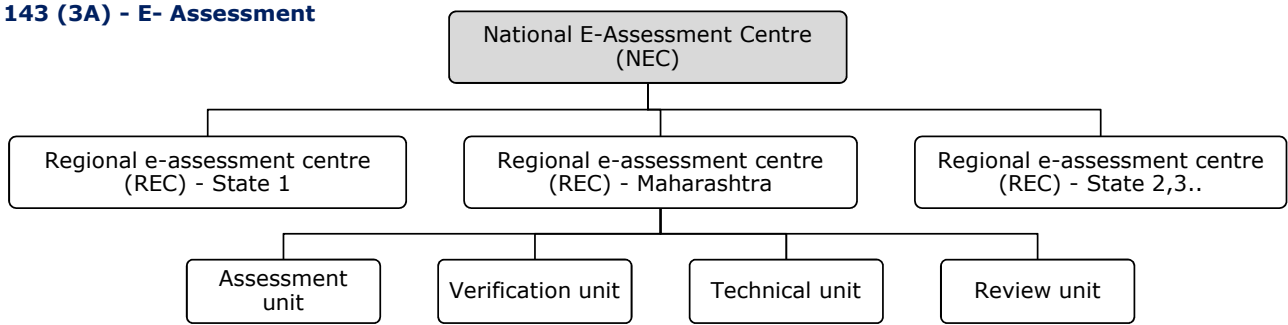 143 (3A) - E- Assessment
National E-Assessment Centre
(NEC)
Regional e-assessment centre
(REC) - State 1
Regional e-assessment centre
(REC) - Maharashtra
Regional e-assessment centre
(REC) - State 2,3..
Assessment
unit
Verification unit
Technical unit
Review unit